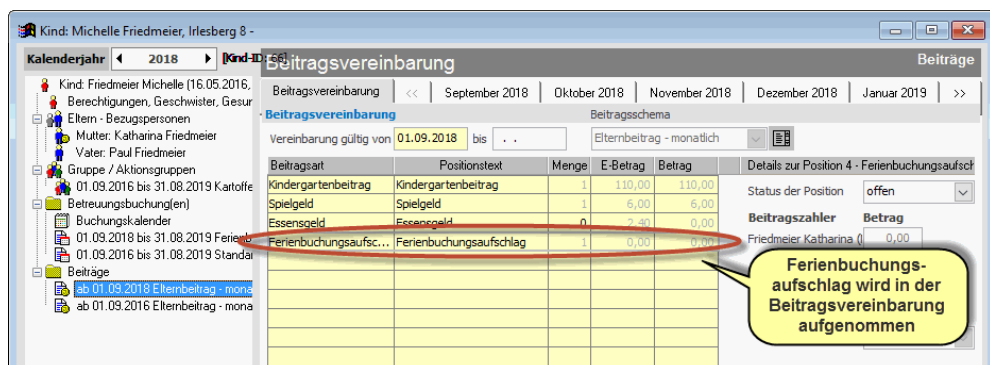 Kind: Michelle Friedmeier, Irlesberg 8 -
Kalenderjahr 2018 [Kind-ID: 66]
Beitragsvereinbarung Beiträge
Kind: Friedmeier Michelle (16.05.2016,
Berechtigungen, Geschwister, Gesur
Eltern - Bezugspersonen
Mutter: Katharina Friedmeier
Vater: Paul Friedmeier
Gruppe / Aktionsgruppen
01.09.2016 bis 31.08.2019 Kartoffe
Betreuungsbuchung(en)
Buchungskalender
01.09.2018 bis 31.08.2019 Ferienb
01.09.2016 bis 31.08.2019 Standar
Beiträge
ab 01.09.2018 Elternbeitrag - mona
ab 01.09.2016 Elternbeitrag - mona
Beitragsvereinbarung << September 2018 Oktober 2018 November 2018 Dezember 2018 Januar 2019 >>
Beitragsvereinbarung Beitragsschema
Vereinbarung gültig von 01.09.2018 bis . . Elternbeitrag - monatlich
Beitragsart Positionstext Menge E-Betrag Betrag
Kindergartenbeitrag Kindergartenbeitrag 1 110,00 110,00
Spielgeld Spielgeld 1 6,00 6,00
Essensgeld Essensgeld 0 2,40 0,00
Ferienbuchungsaufsc... Ferienbuchungsaufschlag 1 0,00 0,00
Details zur Position 4 - Ferienbuchungsaufsch
Status der Position offen
Beitragszahler Betrag
Friedmeier Katharina ( 0,00
Ferienbuchungs-
aufschlag wird in der
Beitragsvereinbarung
aufgenommen